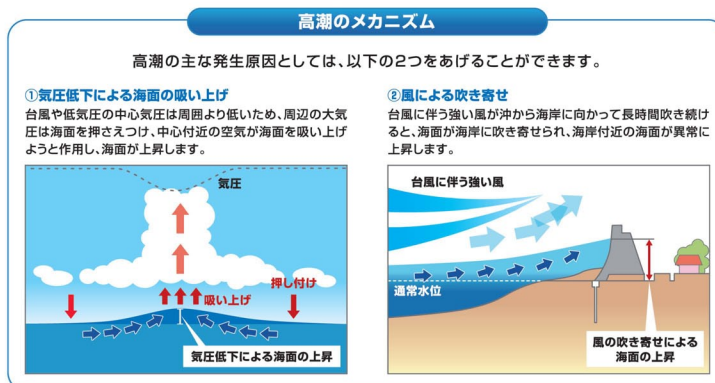 高潮のメカニズム
高潮の主な発生原因としては、以下の2つをあげることができます。
①気圧低下による海面の吸い上げ
台風や低気圧の中心気圧は周囲より低いため、周辺の大気
圧は海面を押さえつけ、中心付近の空気が海面を吸い上げ
ようと作用し、海面が上昇します。
気圧
押し付け
吸い上げ
気圧低下による海面の上昇
②風による吹き寄せ
台風に伴う強い風が沖から海岸に向かって長時間吹き続け
ると、海面が海岸に吹き寄せられ、海岸付近の海面が異常に
上昇します。
台風に伴う強い風
通常水位
風の吹き寄せによる
海面の上昇